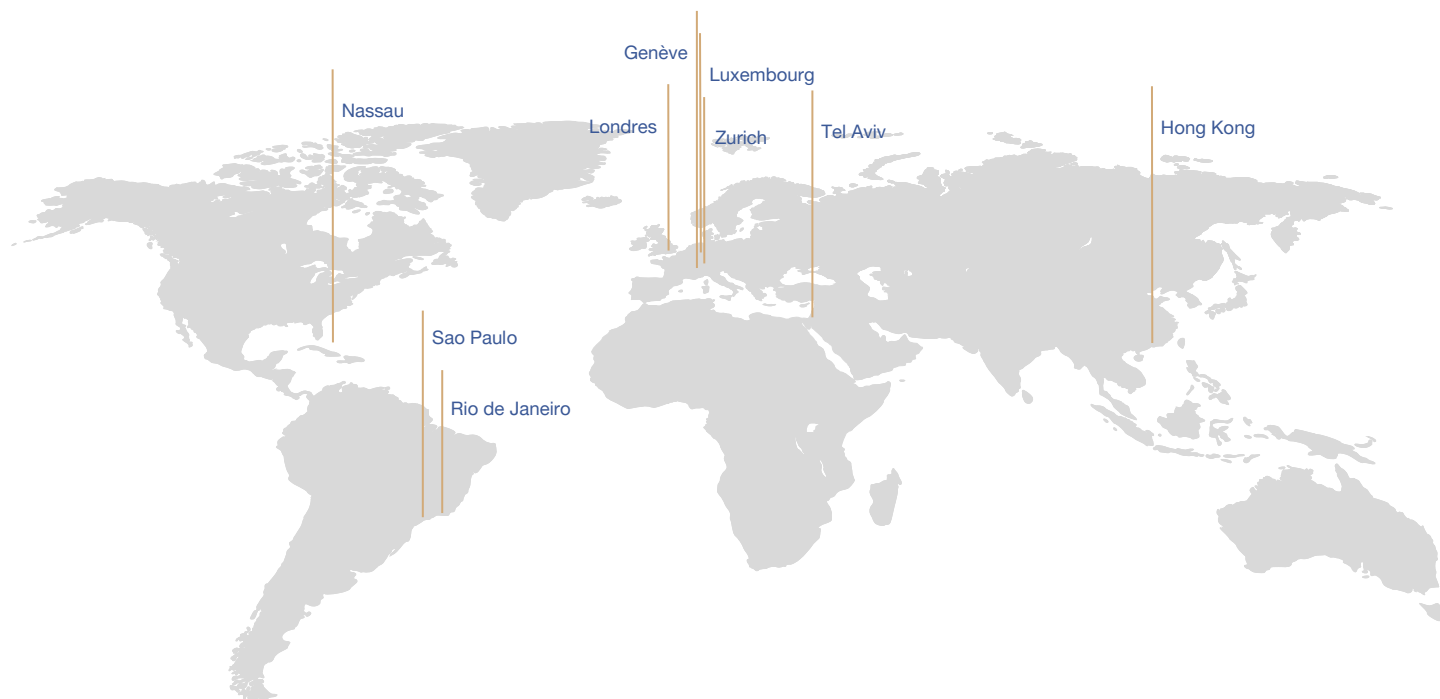 Genève
Luxembourg
Nassau
Londres
Zurich
Tel Aviv
Hong Kong
Sao Paulo
Rio de Janeiro